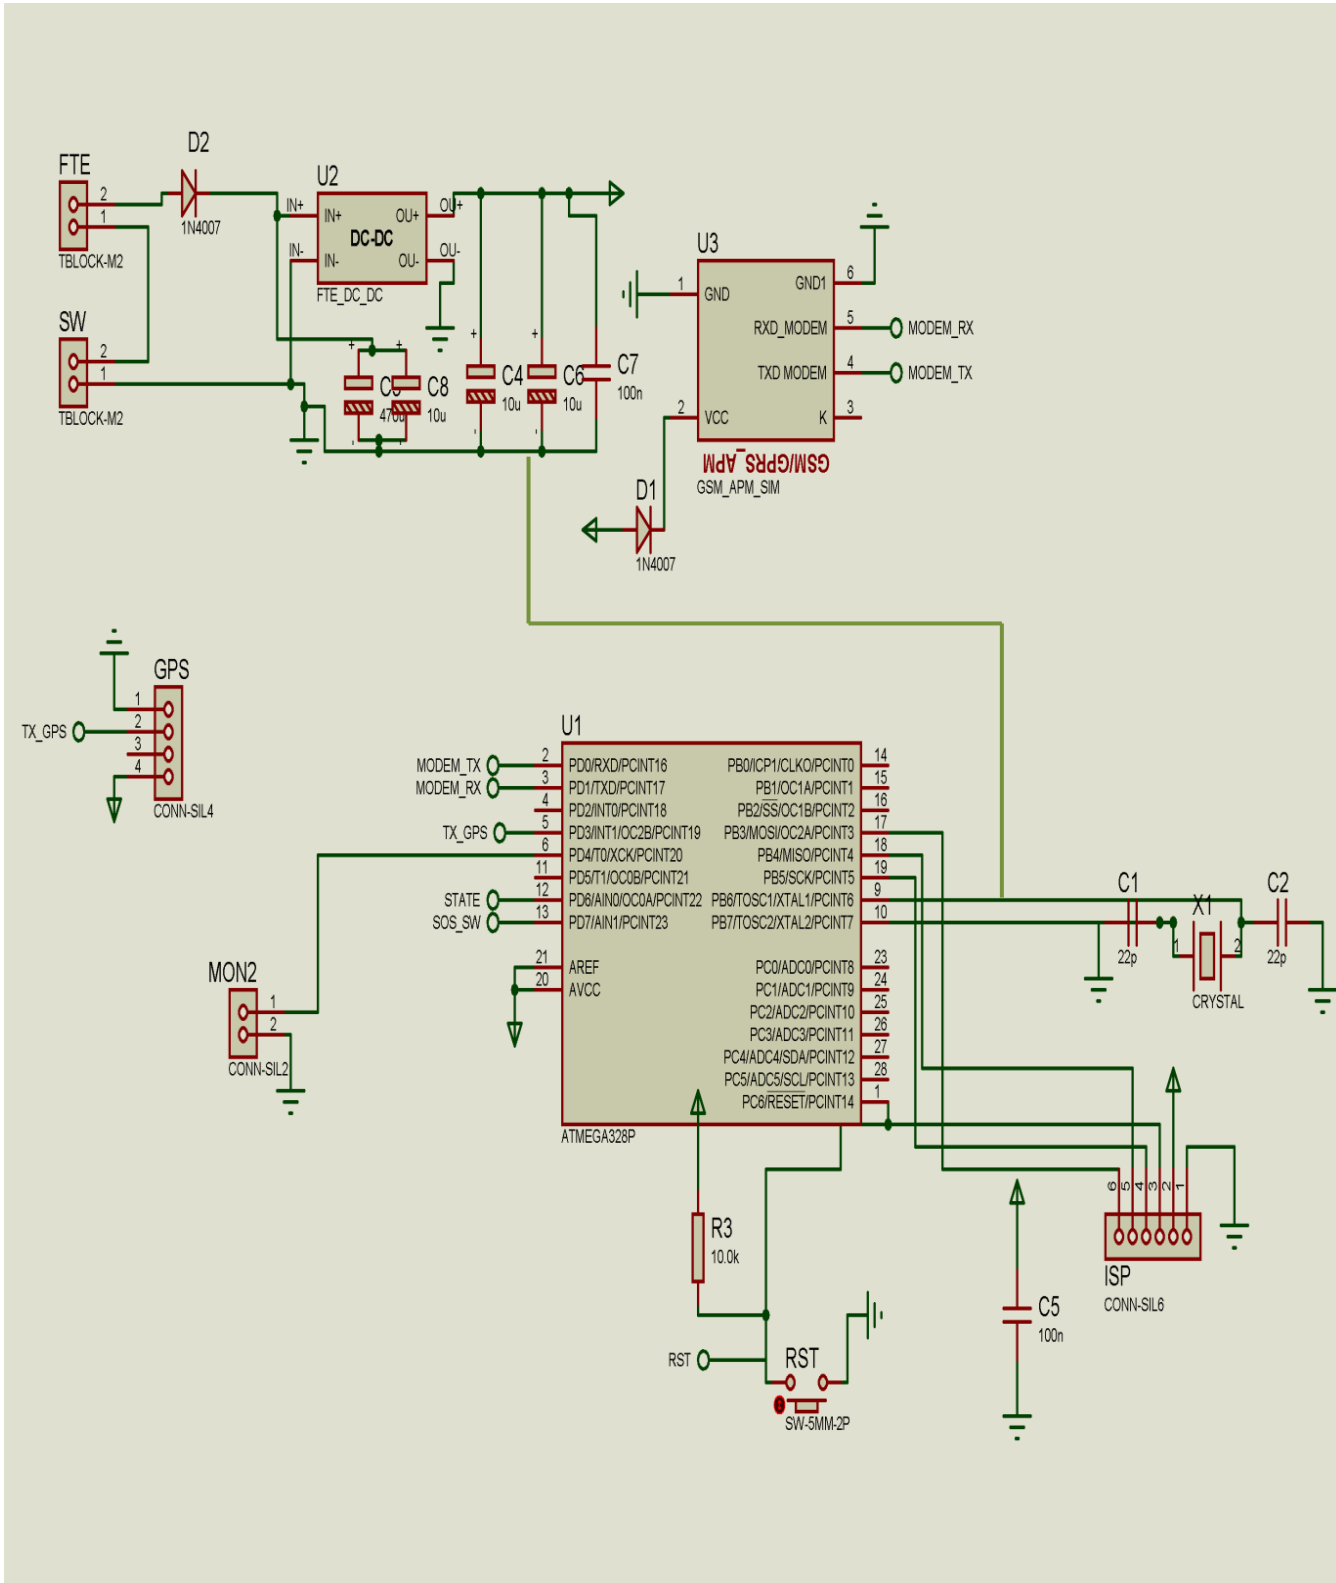 D2
FTE
2
1
TBLOCK-M2
1N4007
U2
IN+
IN-
IN+
IN-
OU+
OU-
DC-DC
OU+
OU-
FTE_DC_DC
SW
2
1
TBLOCK-M2
+
+
C8
470u
10u
-
-
+
C4
10u
-
+
C6
10u
-
C7
100n
U3
1
GND
2
VCC
GND1
6
RXD_MODEM
5
MODEM_RX
TXD MODEM
4
MODEM_TX
K
3
GSM/GPRS_APM
GSM_APM_SIM
D1
1N4007
GPS
1
2
3
4
TX_GPS
CONN-SIL4
U1
MODEM_TX
2
PD0/RXD/PCINT16
MODEM_RX
3
PD1/TXD/PCINT17
4
PD2/INT0/PCINT18
TX_GPS
5
PD3/INT1/OC2B/PCINT19
6
PD4/T0/XCK/PCINT20
11
PD5/T1/OC0B/PCINT21
STATE
12
PD6/AIN0/OC0A/PCINT22
SOS_SW
13
PD7/AIN1/PCINT23
21
AREF
20
AVCC
PB0/ICP1/CLKO/PCINT0
14
PB1/OC1A/PCINT1
15
PB2/SS/OC1B/PCINT2
16
PB3/MOSI/OC2A/PCINT3
17
PB4/MISO/PCINT4
18
PB5/SCK/PCINT5
19
PB6/TOSC1/XTAL1/PCINT6
9
PB7/TOSC2/XTAL2/PCINT7
10
PC0/ADC0/PCINT8
23
PC1/ADC1/PCINT9
24
PC2/ADC2/PCINT10
25
PC3/ADC3/PCINT11
26
PC4/ADC4/SDA/PCINT12
27
PC5/ADC5/SCL/PCINT13
28
PC6/RESET/PCINT14
1
ATMEGA328P
C1
22p
X1
1
2
CRYSTAL
C2
22p
MON2
1
2
CONN-SIL2
R3
10.0k
RST
RST
SW-5MM-2P
C5
100n
6
5
4
3
2
1
ISP
CONN-SIL6